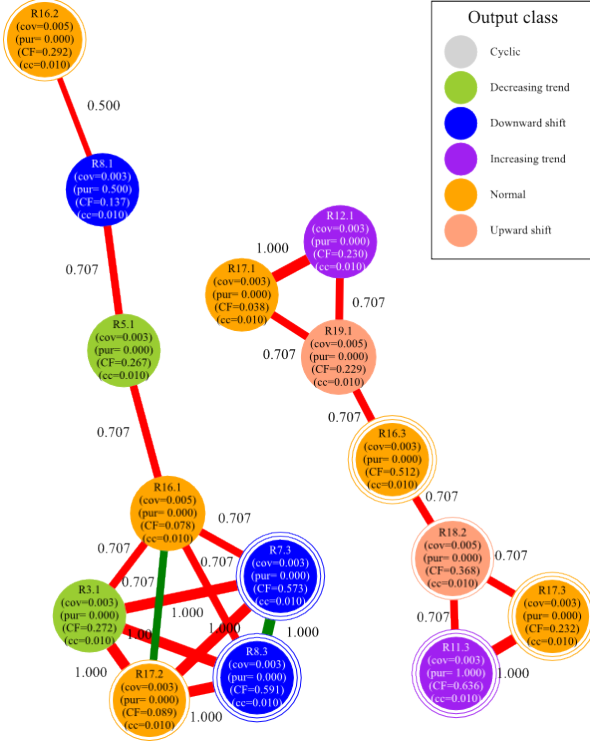 R16.2
(cov=0.005)
(pur= 0.000)
(CF=0.292)
(cc=0.010)
0.500
R8.1
(cov=0.003)
(pur= 0.500)
(CF=0.137)
(cc=0.010)
0.707
R5.1
(cov=0.003)
(pur= 0.000)
(CF=0.267)
(cc=0.010)
0.707
R16.1
(cov=0.005)
(pur= 0.000)
(CF=0.078)
(cc=0.010)
0.707
0.707
0.707
0.707
R7.3
(cov=0.003)
(pur= 0.000)
(CF=0.573)
(cc=0.010)
R3.1
(cov=0.003)
(pur= 0.000)
(CF=0.272)
(cc=0.010)
1.000
1.000
1.000
1.000
R8.3
(cov=0.003)
(pur= 0.000)
(CF=0.591)
(cc=0.010)
1.000
R17.2
(cov=0.003)
(pur= 0.000)
(CF=0.089)
(cc=0.010)
1.000
R12.1
(cov=0.003)
(pur= 0.000)
(CF=0.230)
(cc=0.010)
1.000
R17.1
(cov=0.003)
(pur= 0.000)
(CF=0.038)
(cc=0.010)
0.707
0.707
R19.1
(cov=0.005)
(pur= 0.000)
(CF=0.229)
(cc=0.010)
0.707
R16.3
(cov=0.003)
(pur= 0.000)
(CF=0.512)
(cc=0.010)
0.707
R18.2
(cov=0.005)
(pur= 0.000)
(CF=0.368)
(cc=0.010)
0.707
R17.3
(cov=0.003)
(pur= 0.000)
(CF=0.232)
(cc=0.010)
0.707
R11.3
(cov=0.003)
(pur= 1.000)
(CF=0.636)
(cc=0.010)
1.000
Output class
Cyclic
Decreasing trend
Downward shift
Increasing trend
Normal
Upward shift